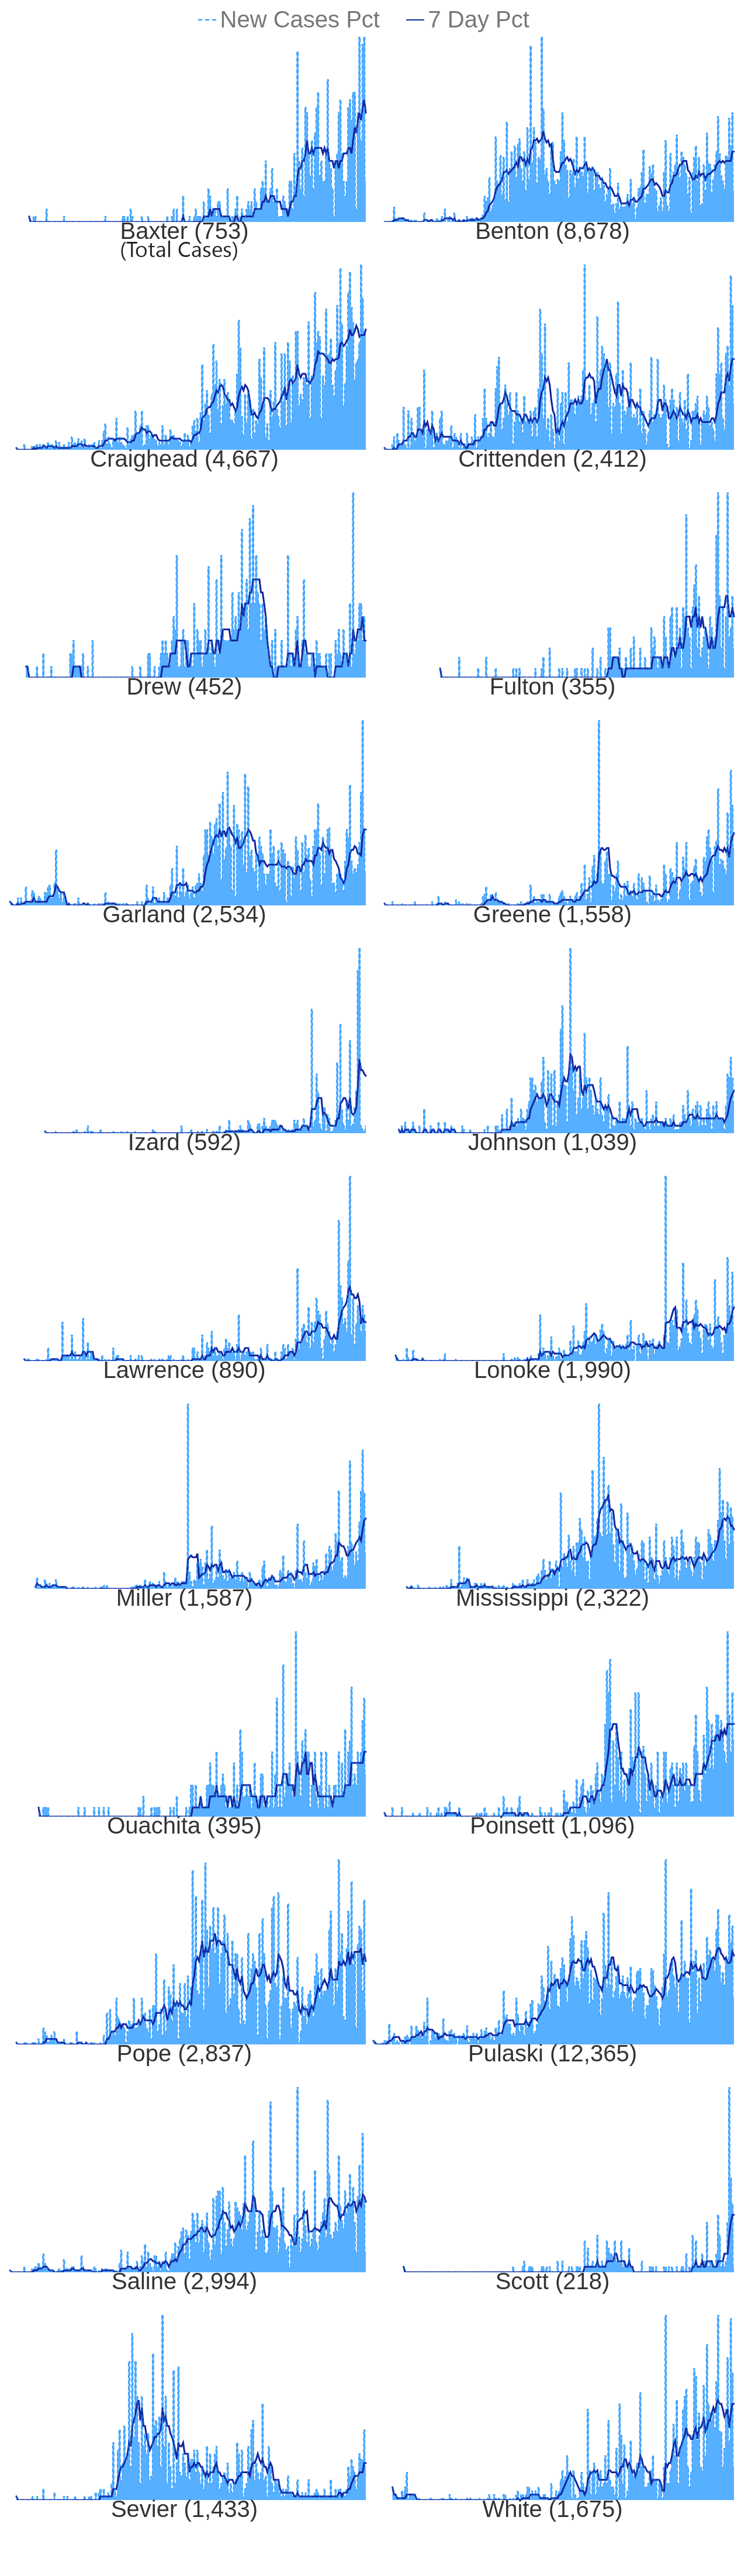 New Cases Pct 7 Day Pct
Baxter (753) Benton (8,678)
(Total Cases)
Craighead (4,667) Crittenden (2,412)
Drew (452) Fulton (355)
Garland (2,534) Greene (1,558)
Izard (592) Johnson (1,039)
Lawrence (890) Lonoke (1,990)
Miller (1,587) Mississippi (2,322)
Ouachita (395) Poinsett (1,096)
Pope (2,837) Pulaski (12,365)
Saline (2,994) Scott (218)
Sevier (1,433) White (1,675)